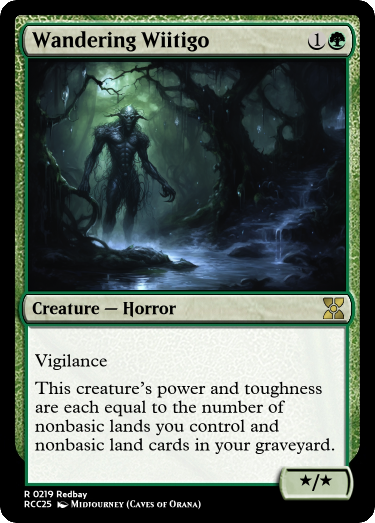 Wandering Wiitigo 1
Creature — Horror
Vigilance
This creature's power and toughness
are each equal to the number of
nonbasic lands you control and
nonbasic land cards in your graveyard.
★/★
R 0219 Redbay
RCC25 Midjourney (Caves of Orana)